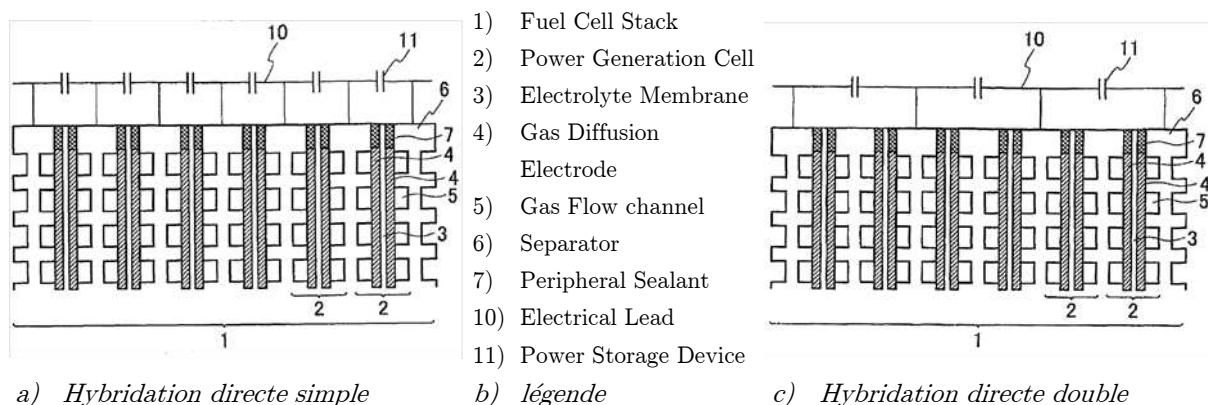 10
11
6
7
4
4
5
3
2
2
1
1) Fuel Cell Stack
2) Power Generation Cell
3) Electrolyte Membrane
4) Gas Diffusion
Electrode
5) Gas Flow channel
6) Separator
7) Peripheral Sealant
10) Electrical Lead
11) Power Storage Device
10
11
6
7
4
4
5
3
2
2
1
a) Hybridation directe simple
b) légende
c) Hybridation directe double